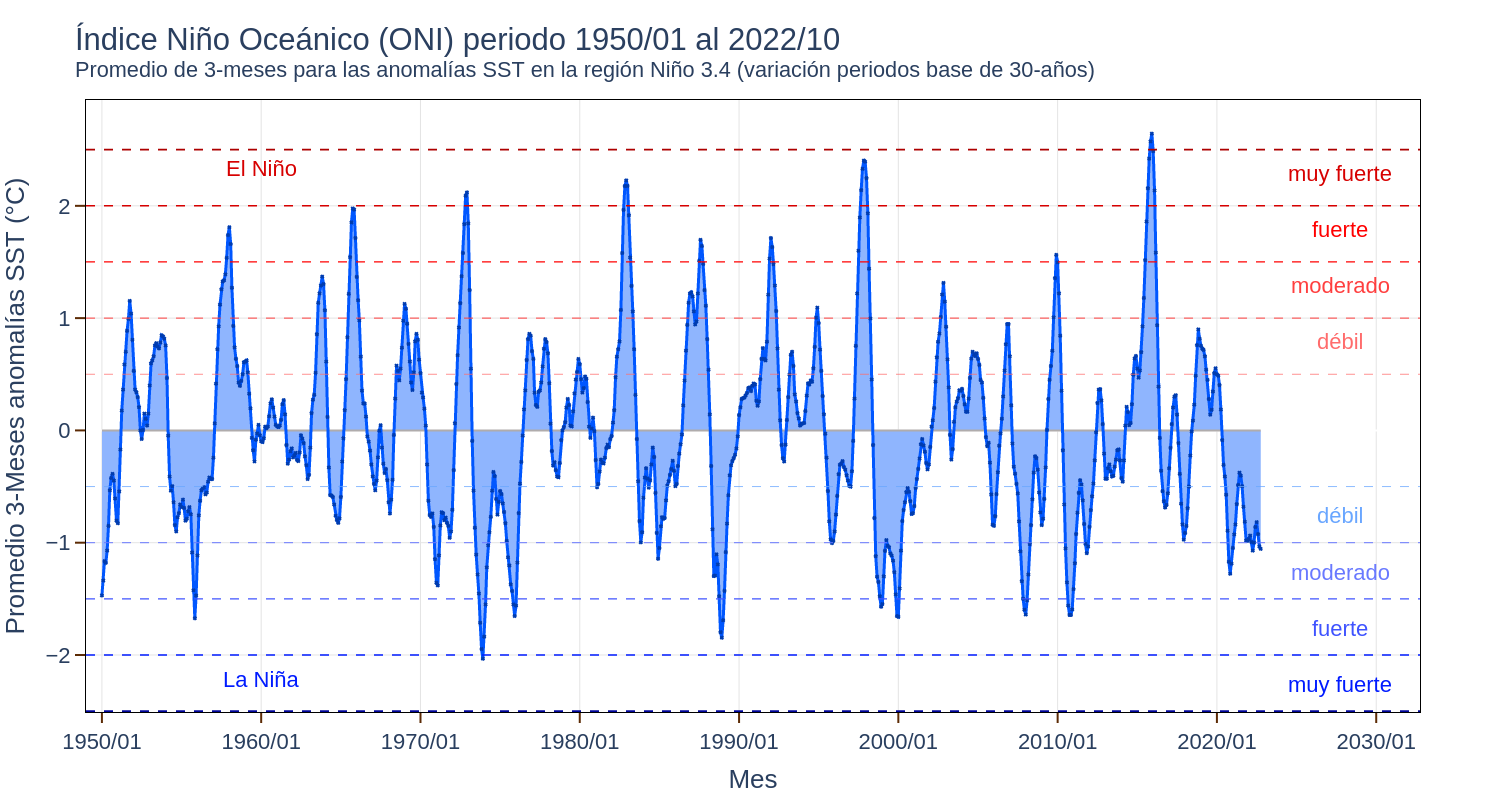 Índice Niño Oceánico (ONI) periodo 1950/01 al 2022/10
Promedio de 3-meses para las anomalías SST en la región Niño 3.4 (variación periodos base de 30-años)
Promedio 3-Meses anomalías SST (°C)
El Niño
muy fuerte
2
fuerte
moderado
1
débil
0
débil
−1
moderado
fuerte
−2
La Niña
muy fuerte
1950/01 1960/01 1970/01 1980/01 1990/01 2000/01 2010/01 2020/01 2030/01
Mes